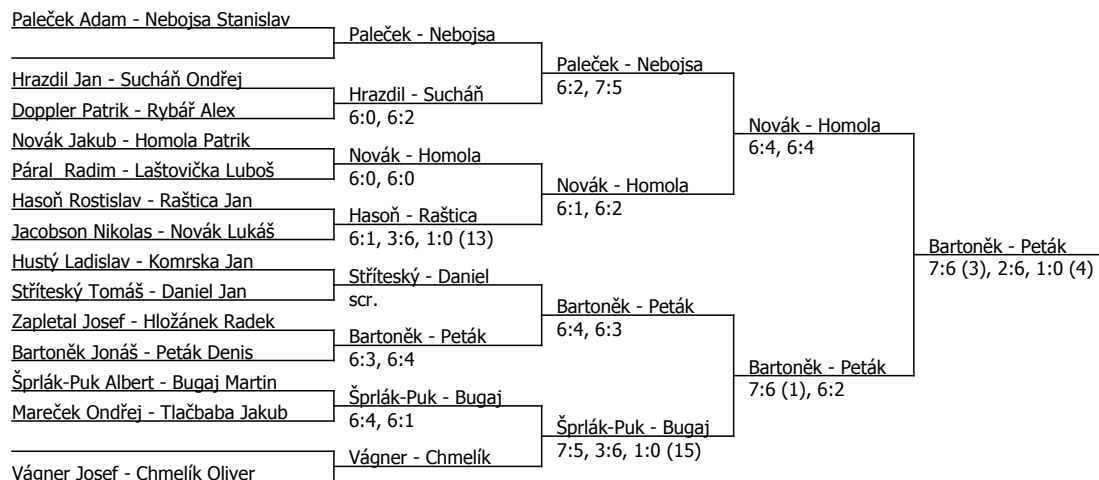 Paleček Adam - Nebojsa Stanislav
Hrazdil Jan - Sucháň Ondřej
Doppler Patrik - Rybář Alex
Novák Jakub - Homola Patrik
Páral  Radim - Laštovička Luboš
Hasoň Rostislav - Raštica Jan
Jacobson Nikolas - Novák Lukáš
Hustý Ladislav - Komrska Jan
Stříteský Tomáš - Daniel Jan
Zapletal Josef - Hložánek Radek
Bartoněk Jonáš - Peták Denis
Šprlák-Puk Albert - Bugaj Martin
Mareček Ondřej - Tlačbaba Jakub
Vágner Josef - Chmelík Oliver
Paleček - Nebojsa
Hrazdil - Sucháň
6:0, 6:2
Novák - Homola
6:0, 6:0
Hasoň - Raštica
6:1, 3:6, 1:0 (13)
Stříteský - Daniel
scr.
Bartoněk - Peták
6:3, 6:4
Šprlák-Puk - Bugaj
6:4, 6:1
Vágner - Chmelík
Paleček - Nebojsa
6:2, 7:5
Novák - Homola
6:1, 6:2
Bartoněk - Peták
6:4, 6:3
Šprlák-Puk - Bugaj
7:5, 3:6, 1:0 (15)
Novák - Homola
6:4, 6:4
Bartoněk - Peták
7:6 (1), 6:2
Bartoněk - Peták
7:6 (3), 2:6, 1:0 (4)